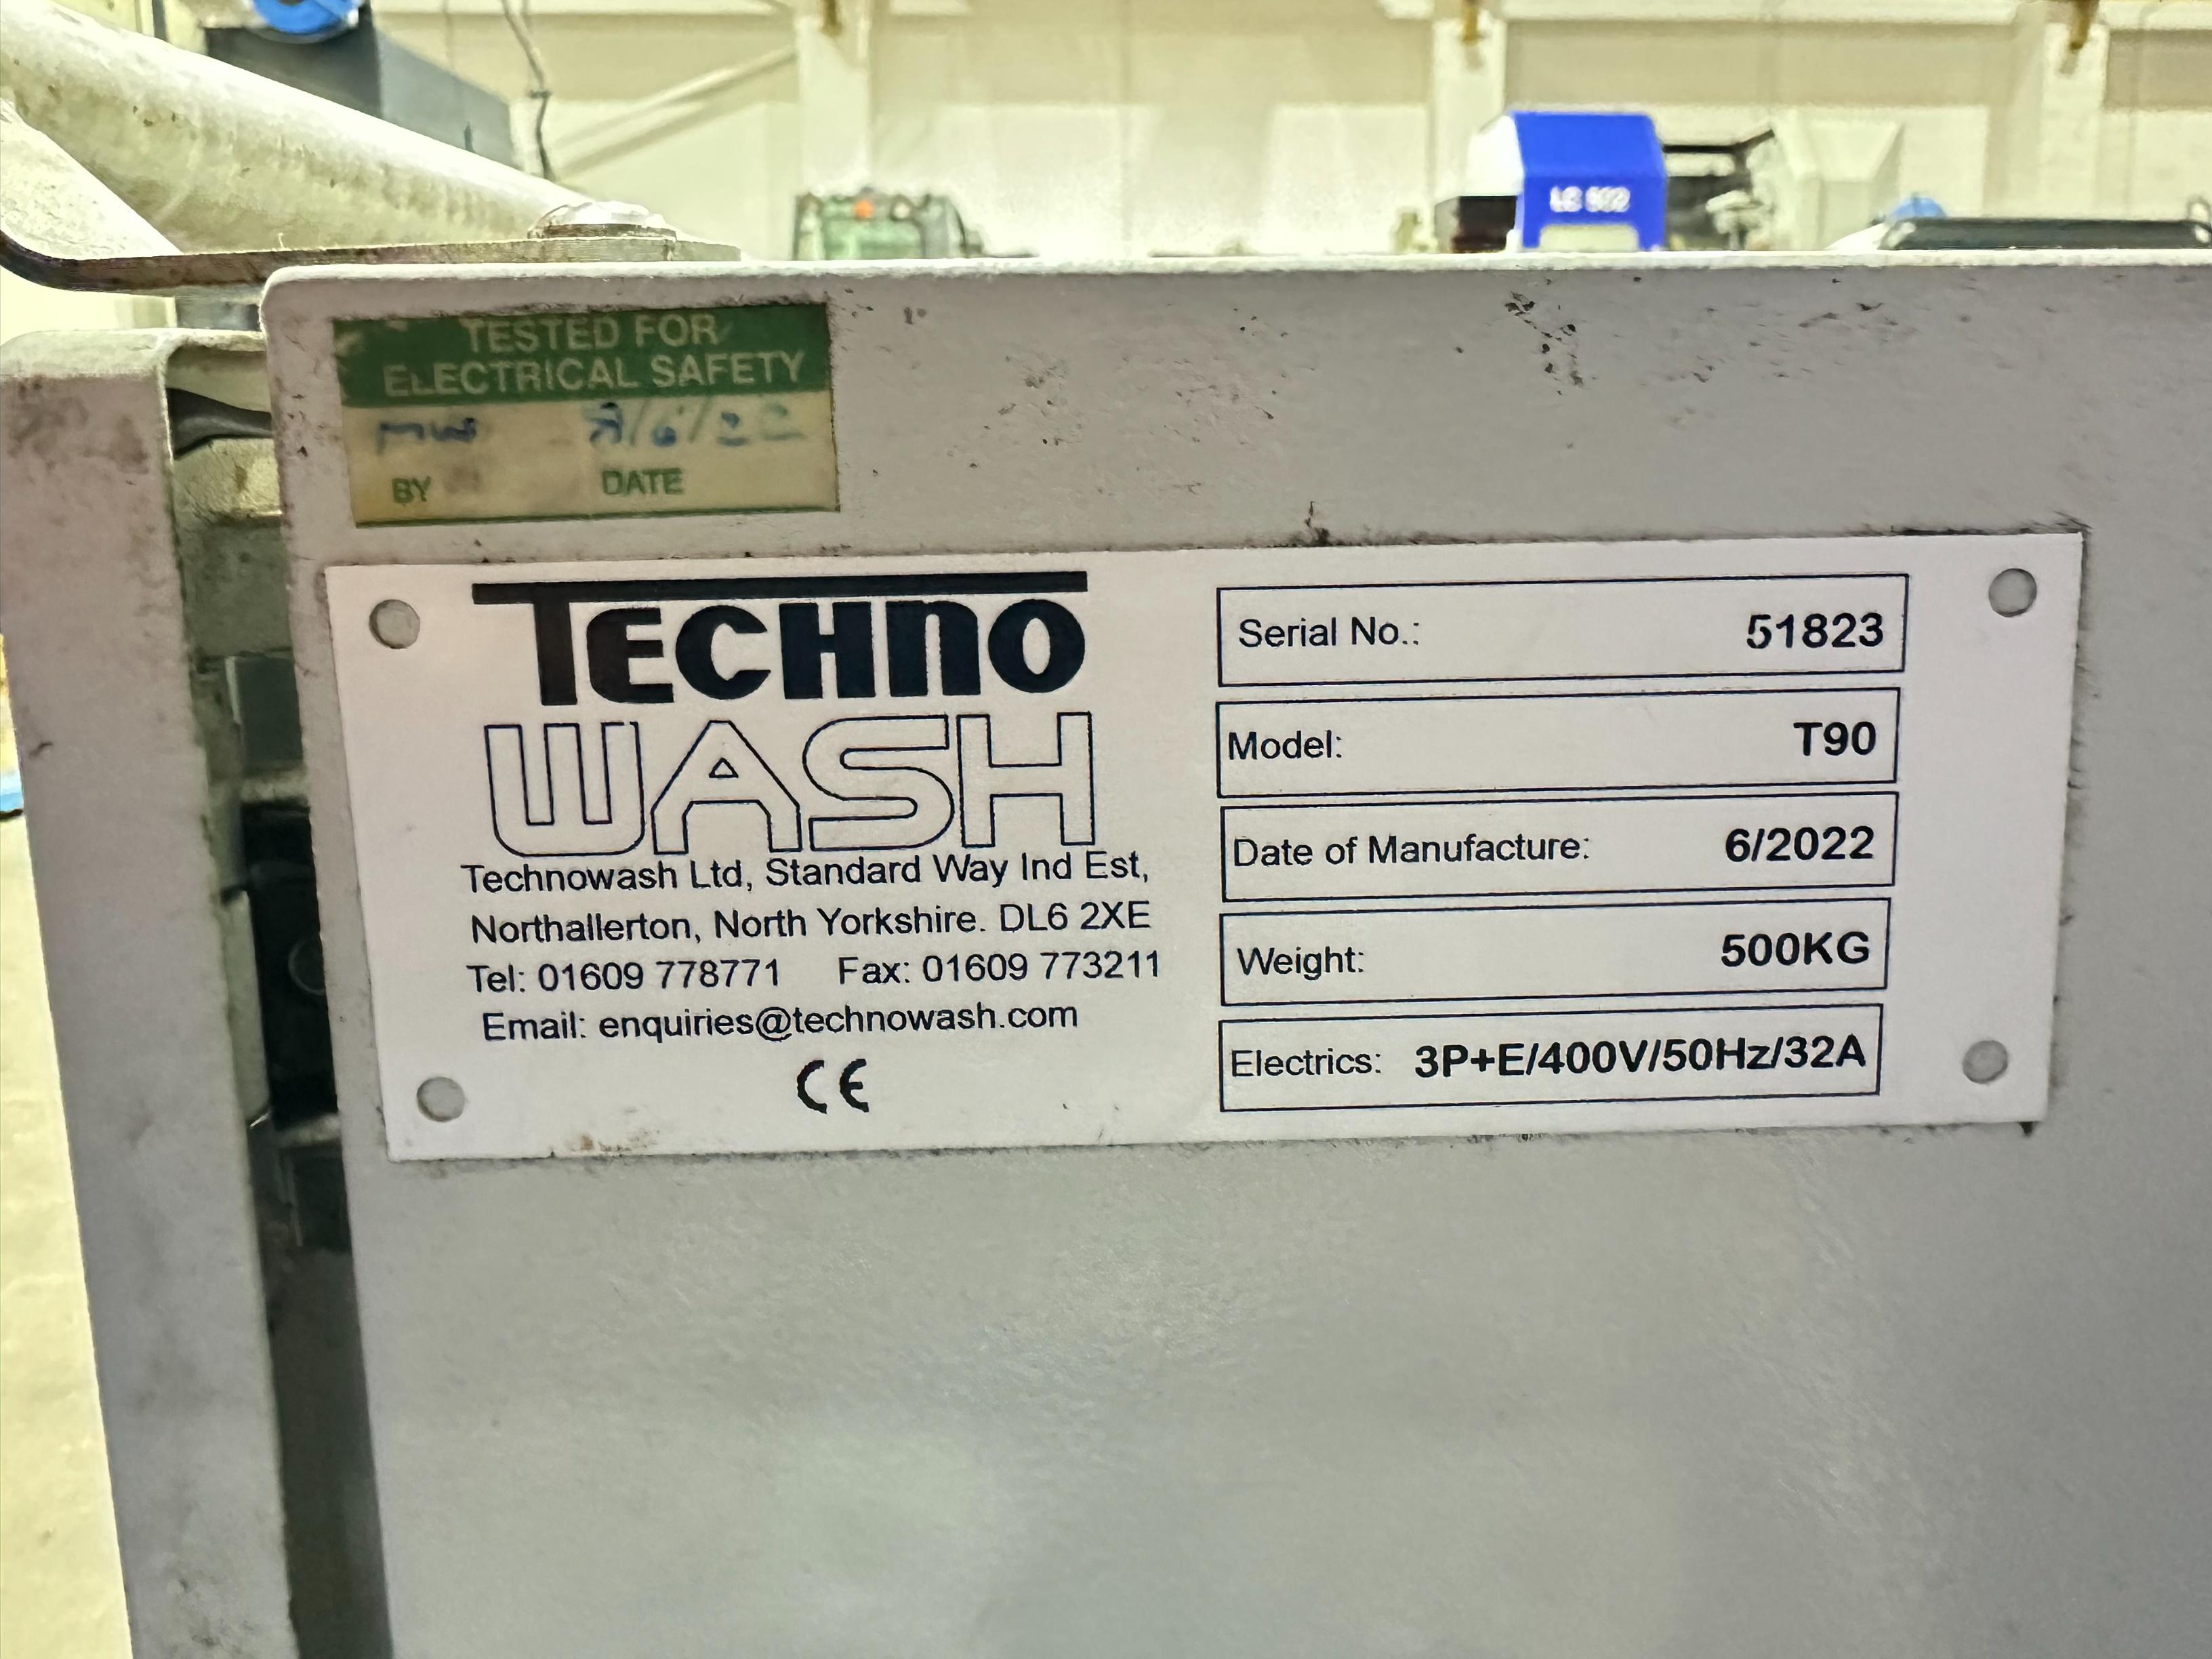 TESTED FOR
ELECTRICAL SAFETY
BY DATE
TECHNO
WASH
Technowash Ltd, Standard Way Ind Est,
Northallerton, North Yorkshire. DL6 2XE
Tel: 01609 778771 Fax: 01609 773211
Email: enquiries@technowash.com
CE
Serial No.: 51823
Model: T90
Date of Manufacture: 6/2022
Weight: 500KG
Electrics: 3P+E/400V/50Hz/32A